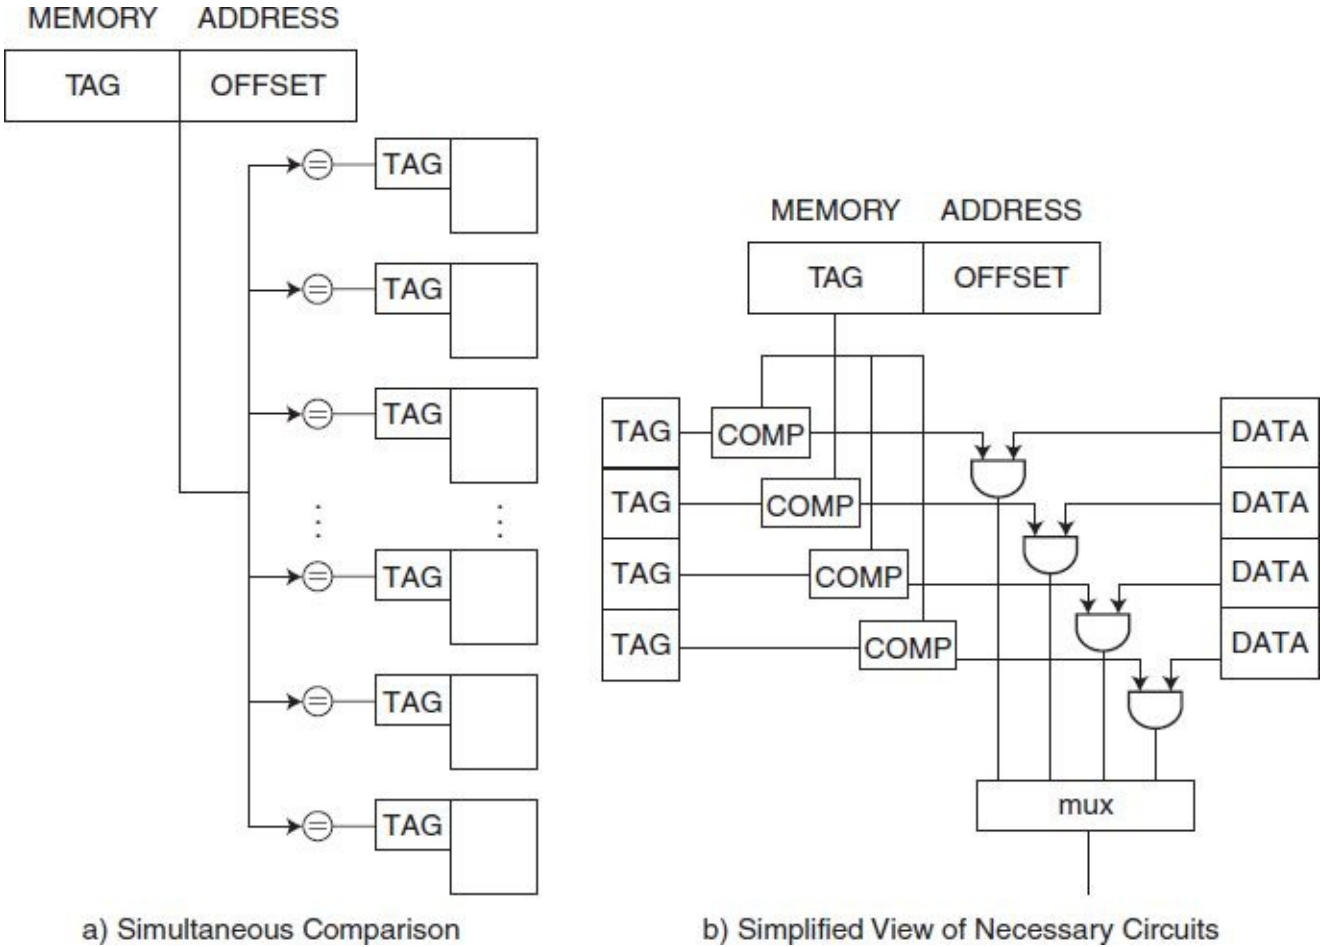 MEMORY ADDRESS
TAG OFFSET
TAG
TAG
TAG
TAG
TAG
TAG
a) Simultaneous Comparison
MEMORY ADDRESS
TAG OFFSET
TAG COMP DATA
TAG COMP DATA
TAG COMP DATA
TAG COMP DATA
mux
b) Simplified View of Necessary Circuits